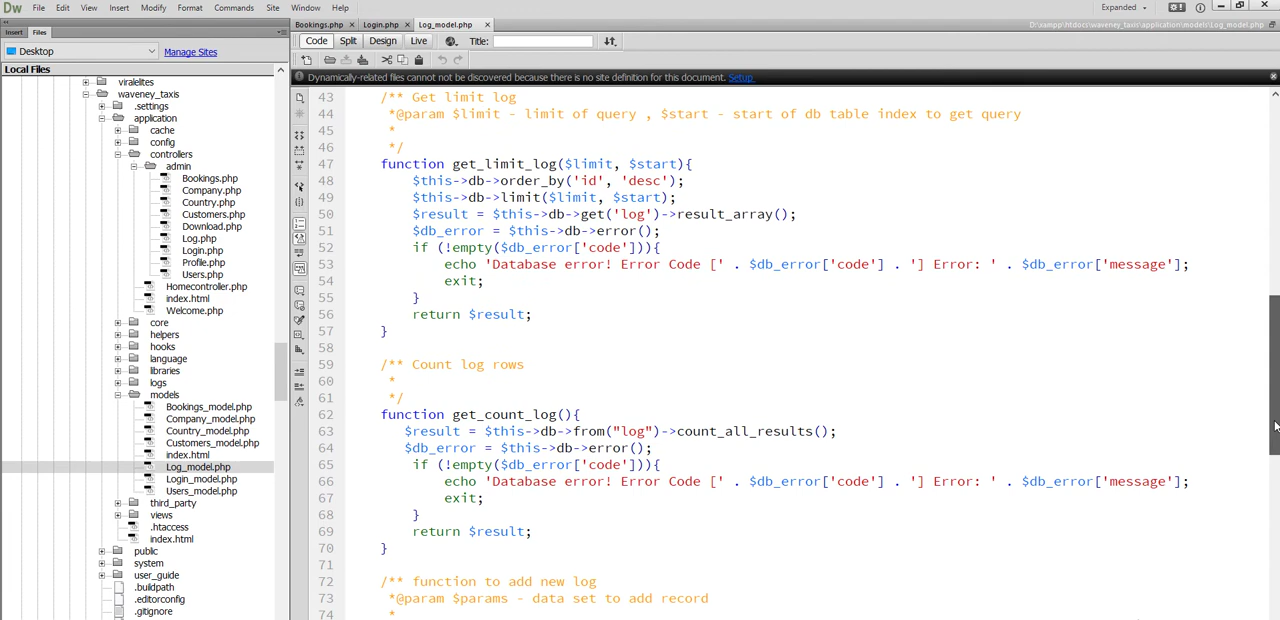 Dw File Edit View Insert Modify Format Commands Site Window Help Expanded
Insert Files
Bookings.php Login.php Log_model.php D:\xampp\htdocs\waveney_taxis\application\models\Log_model.php
Code Split Design Live Title:
Desktop Manage Sites
Local Files
Dynamically-related files cannot not be discovered because there is no site definition for this document. Setup
viralelites
waveney_taxis
.settings
application
cache
config
controllers
admin
Bookings.php
Company.php
Country.php
Customers.php
Download.php
Log.php
Login.php
Profile.php
Users.php
Homecontroller.php
index.html
Welcome.php
core
helpers
hooks
language
libraries
logs
models
Bookings_model.php
Company_model.php
Country_model.php
Customers_model.php
index.html
Log_model.php
Login_model.php
Users_model.php
third_party
views
.htaccess
index.html
public
system
user_guide
.buildpath
.editorconfig
.gitignore
43 /** Get limit log
44 *@param $limit - limit of query , $start - start of db table index to get query
45 *
46 */
47 function get_limit_log($limit, $start){
48 $this->db->order_by('id', 'desc');
49 $this->db->limit($limit, $start);
50 $result = $this->db->get('log')->result_array();
51 $db_error = $this->db->error();
52 if (!empty($db_error['code'])){
53 echo 'Database error! Error Code [' . $db_error['code'] . '] Error: ' . $db_error['message'];
54 exit;
55 }
56 return $result;
57 }
58
59 /** Count log rows
60 *
61 */
62 function get_count_log(){
63 $result = $this->db->from("log")->count_all_results();
64 $db_error = $this->db->error();
65 if (!empty($db_error['code'])){
66 echo 'Database error! Error Code [' . $db_error['code'] . '] Error: ' . $db_error['message'];
67 exit;
68 }
69 return $result;
70 }
71
72 /** function to add new log
73 *@param $params - data set to add record
74 *